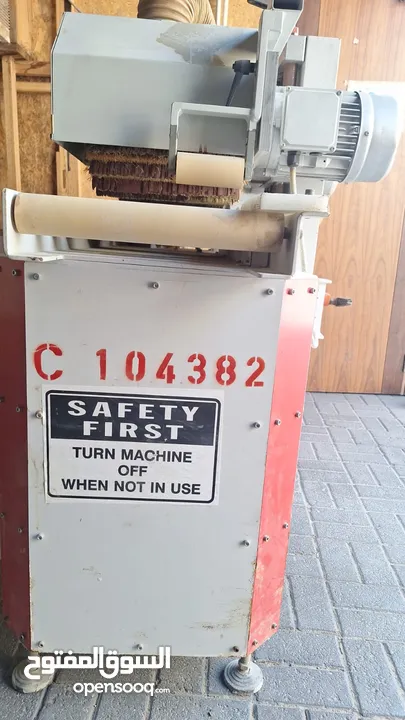 C 104382
SAFETY
FIRST
TURN MACHINE
OFF
WHEN NOT IN USE
السوق المفتوح
opensooq.com